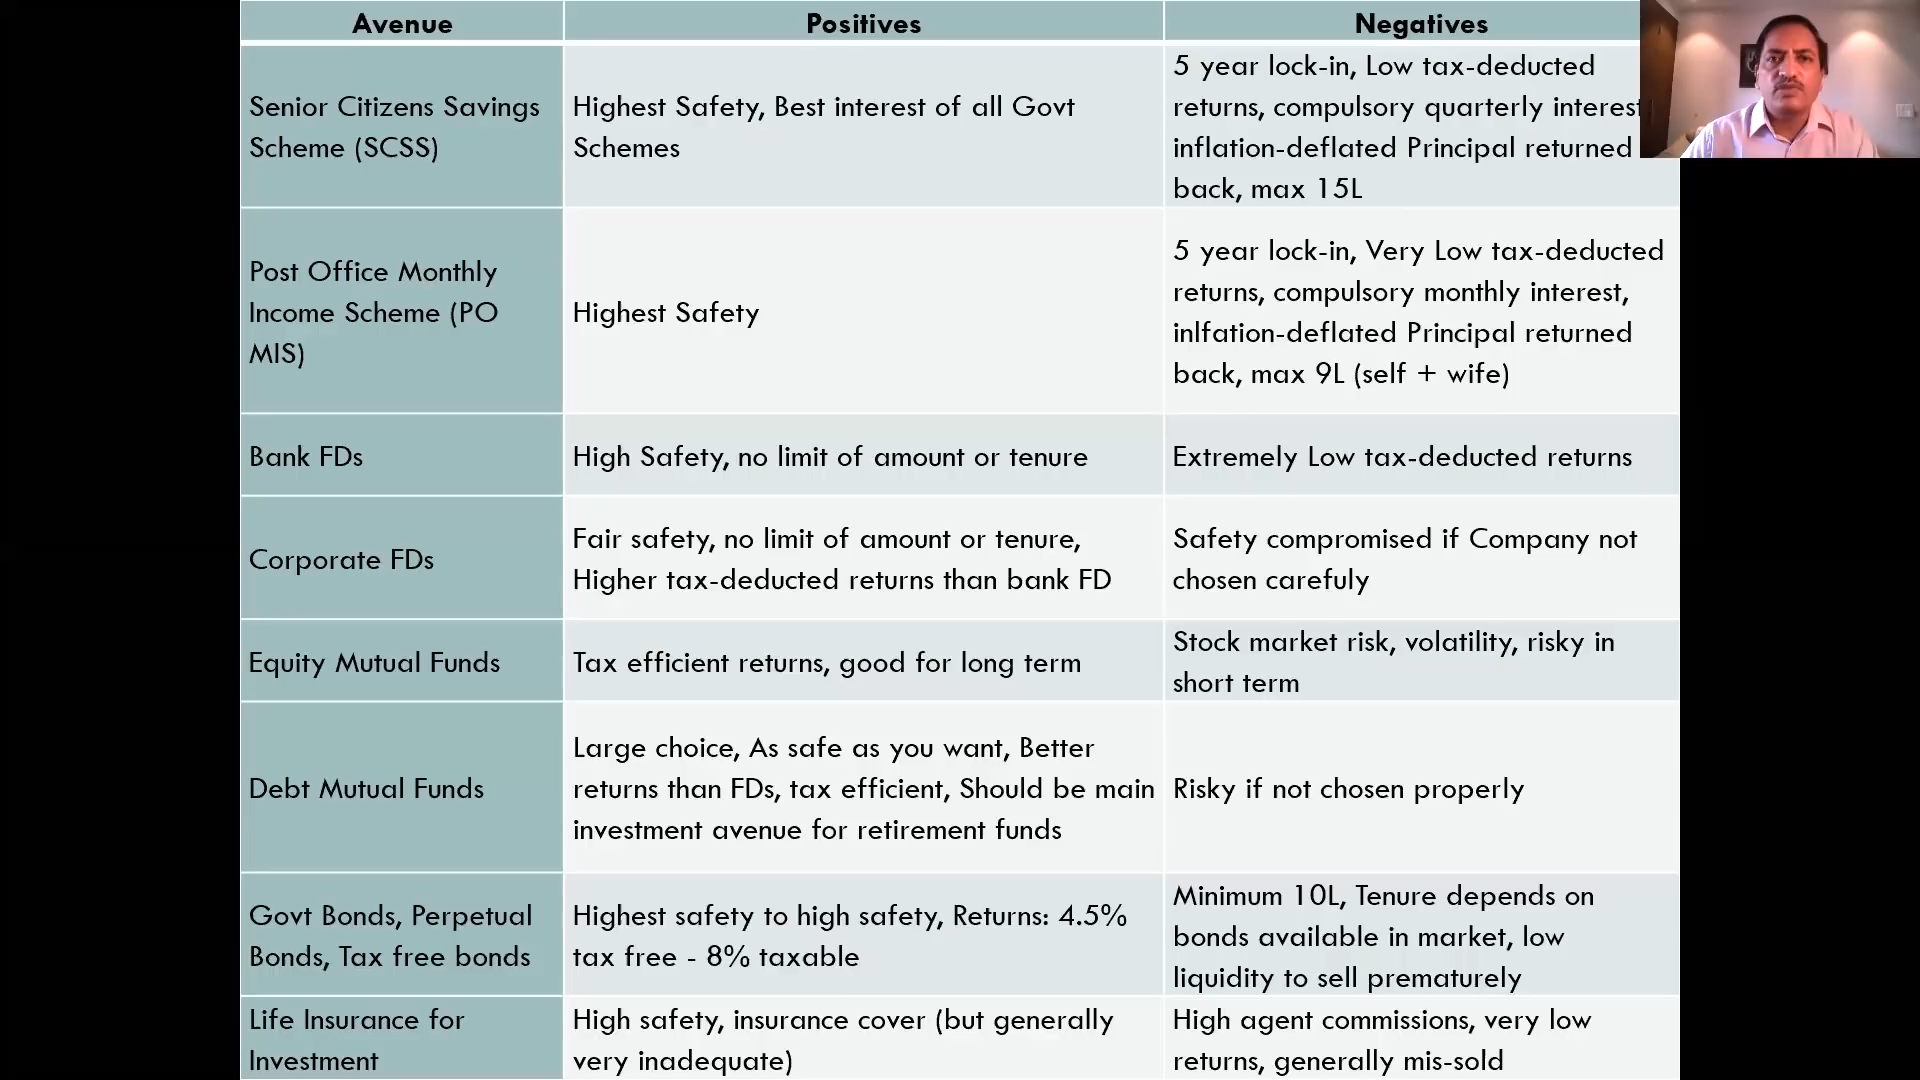 Avenue
Positives
Negatives
Senior Citizens Savings
Scheme (SCSS)
Highest Safety, Best interest of all Govt
Schemes
5 year lock-in, Low tax-deducted
returns, compulsory quarterly interest
inflation-deflated Principal returned
back, max 15L
Post Office Monthly
Income Scheme (PO
MIS)
Highest Safety
5 year lock-in, Very Low tax-deducted
returns, compulsory monthly interest,
inlfation-deflated Principal returned
back, max 9L (self + wife)
Bank FDs
High Safety, no limit of amount or tenure
Extremely Low tax-deducted returns
Corporate FDs
Fair safety, no limit of amount or tenure,
Higher tax-deducted returns than bank FD
Safety compromised if Company not
chosen carefuly
Equity Mutual Funds
Tax efficient returns, good for long term
Stock market risk, volatility, risky in
short term
Debt Mutual Funds
Large choice, As safe as you want, Better
returns than FDs, tax efficient, Should be main
investment avenue for retirement funds
Risky if not chosen properly
Govt Bonds, Perpetual
Bonds, Tax free bonds
Highest safety to high safety, Returns: 4.5%
tax free - 8% taxable
Minimum 10L, Tenure depends on
bonds available in market, low
liquidity to sell prematurely
Life Insurance for
Investment
High safety, insurance cover (but generally
very inadequate)
High agent commissions, very low
returns, generally mis-sold